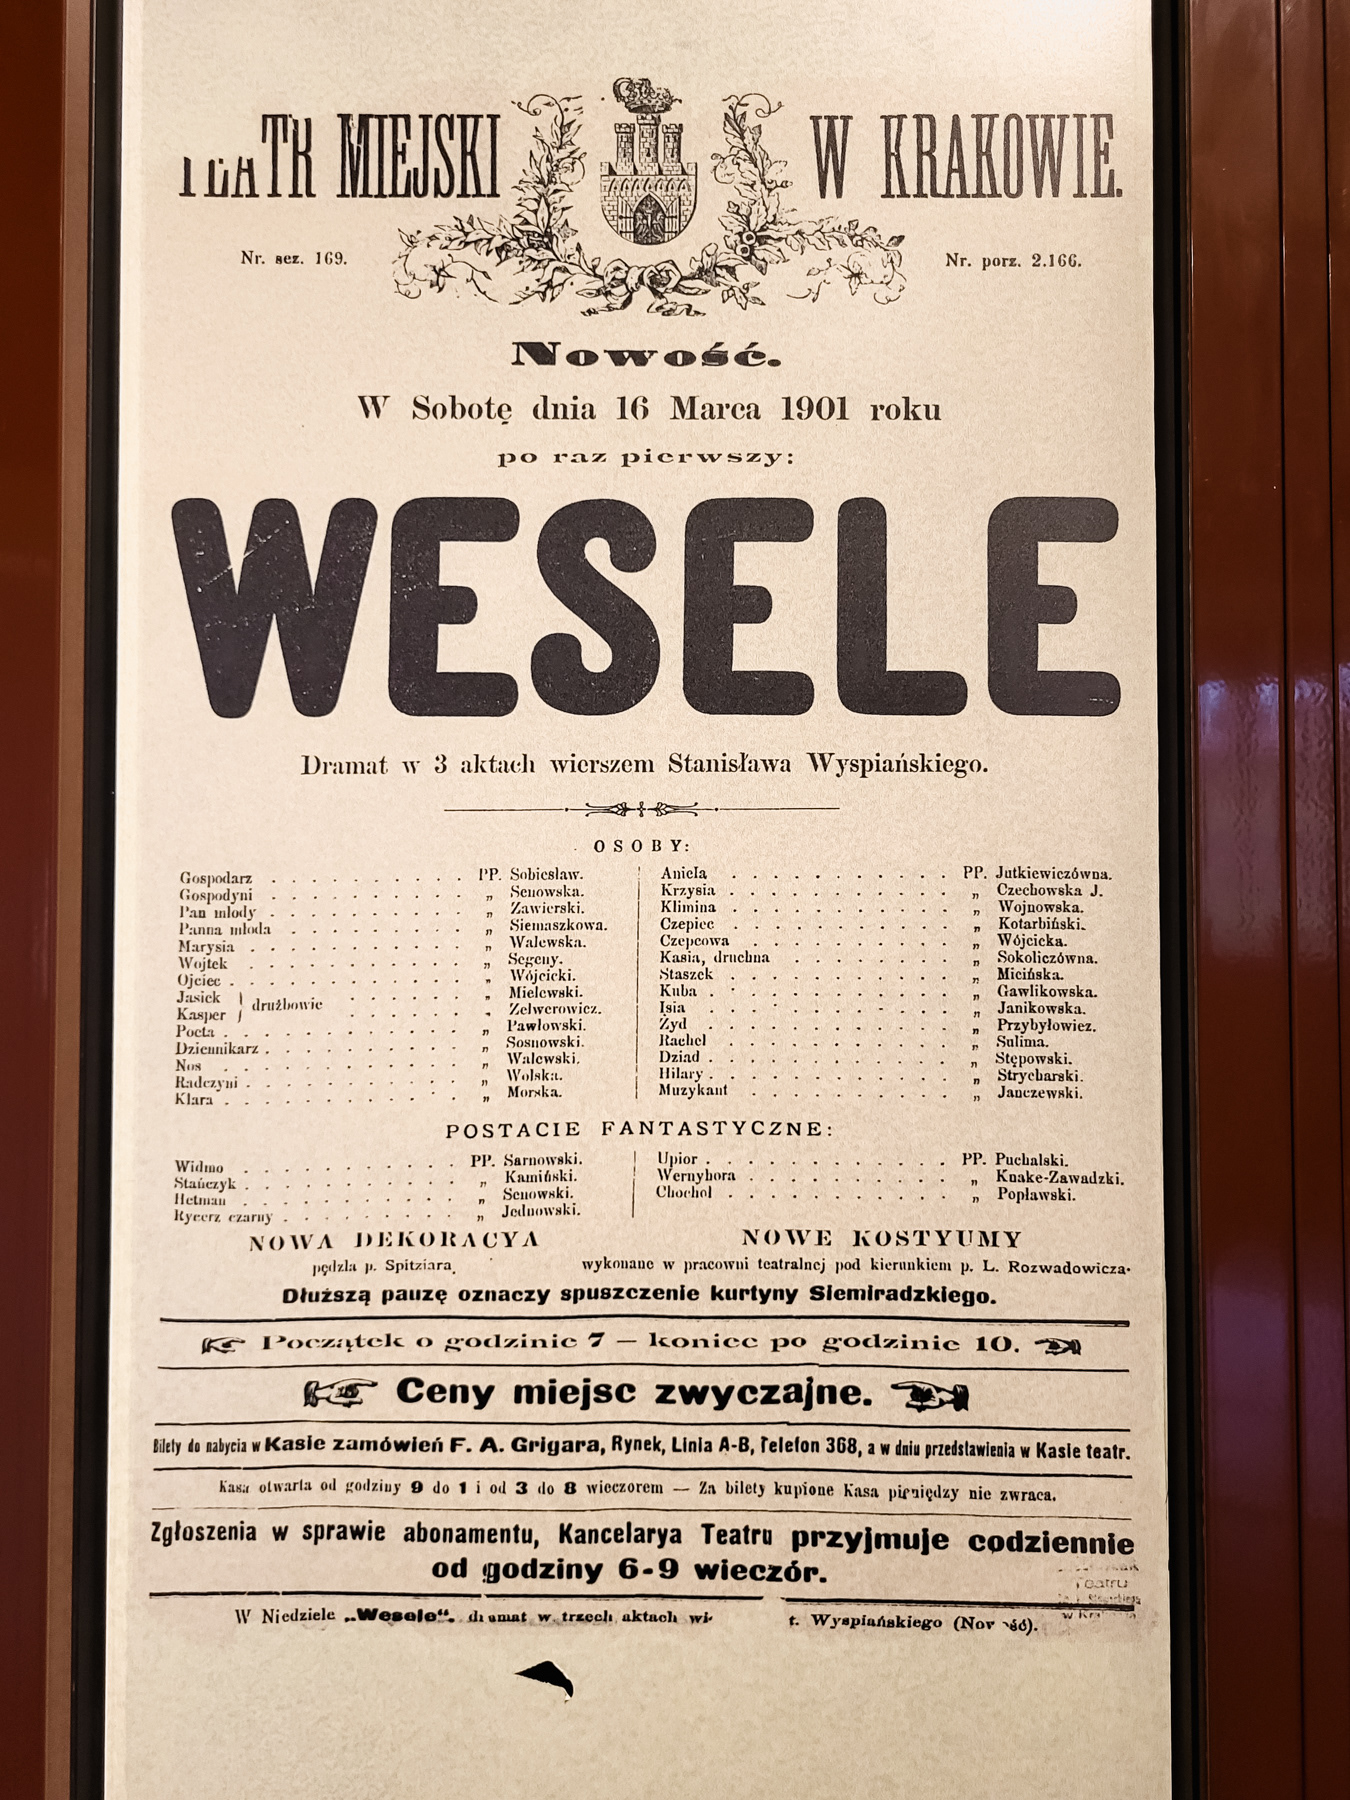 TEATR MIEJSKI W KRAKOWIE.
Nr. sez. 169. Nr. porz. 2.166.
Nowość.
W Sobotę dnia 16 Marca 1901 roku
po raz pierwszy:
WESELE
Dramat w 3 aktach wierszem Stanisława Wyspiańskiego.
OSOBY:
Gospodarz . . . . . . . . . . PP. Sobiesław.
Gospodyni . . . . . . . . . . „ Senowska.
Pan młody . . . . . . . . . . „ Zawierski.
Panna młoda . . . . . . . . . „ Siemaszkowa.
Marysia . . . . . . . . . . . „ Walewska.
Wojtek . . . . . . . . . . . „ Segeny.
Ojciec . . . . . . . . . . . „ Wójcicki.
Jasiek } drużbowie . . . . . . „ Mielewski.
Kasper } . . . . . . „ Zelwerowicz.
Poeta . . . . . . . . . . . . „ Pawłowski.
Dziennikarz . . . . . . . . . „ Sosnowski.
Nos . . . . . . . . . . . . „ Walewski.
Radczyni . . . . . . . . . . „ Wolska.
Klara . . . . . . . . . . . . „ Morska.
Aniela . . . . . . . . . . . PP. Jutkiewiczówna.
Krzysia . . . . . . . . . . . „ Czechowska J.
Klimina . . . . . . . . . . . „ Wojnowska.
Czepiec . . . . . . . . . . . „ Kotarbiński.
Czepcowa . . . . . . . . . . „ Wójcicka.
Kasia, druchna . . . . . . . . „ Sokoliczówna.
Staszek . . . . . . . . . . . „ Micińska.
Kuba . . . . . . . . . . . . „ Gawlikowska.
Isia . . . . . . . . . . . . „ Janikowska.
Żyd . . . . . . . . . . . . „ Przybyłowicz.
Rachel . . . . . . . . . . . „ Sulima.
Dziad . . . . . . . . . . . . „ Stępowski.
Hilary . . . . . . . . . . . . „ Strycharski.
Muzykant . . . . . . . . . . „ Janczewski.
POSTACIE FANTASTYCZNE:
Widmo . . . . . . . . . . . PP. Sarnowski.
Stańczyk . . . . . . . . . . „ Kamiński.
Hetman . . . . . . . . . . . „ Senowski.
Rycerz czarny . . . . . . . . „ Jednowski.
Upior . . . . . . . . . . . . PP. Puchalski.
Wernyhora . . . . . . . . . . „ Knake-Zawadzki.
Chochoł . . . . . . . . . . . „ Popławski.
NOWA DEKORACYA NOWE KOSTYUMY
pędzla p. Spitziara, wykonane w pracowni teatralnej pod kierunkiem p. L. Rozwadowicza.
Dłuższą pauzę oznaczy spuszczenie kurtyny Siemiradzkiego.
Początek o godzinie 7 — koniec po godzinie 10.
Ceny miejsc zwyczajne.
Bilety do nabycia w Kasie zamówień F. A. Grigara, Rynek, Linia A-B, Telefon 368, a w dniu przedstawienia w Kasie teatr.
Kasa otwarta od godziny 9 do 1 i od 3 do 8 wieczorem — Za bilety kupione Kasa pieniędzy nie zwraca.
Zgłoszenia w sprawie abonamentu, Kancelarya Teatru przyjmuje codziennie
od godziny 6-9 wieczór.
Teatru
W Niedziele „Wesele“. dramat w trzech aktach t. Wyspiańskiego (Nowość).